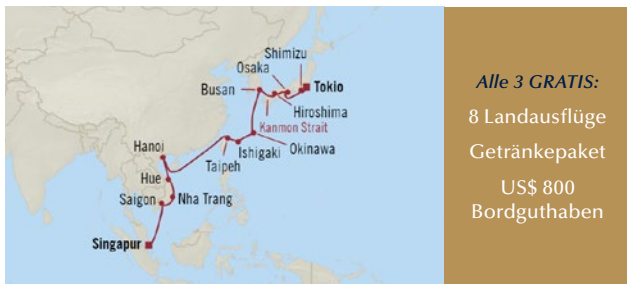 Shimizu
Osaka
Busan
Tokio
Hiroshima
Kanmon Strait
Okinawa
Ishigaki
Taipeh
Hanoi
Hue
Nha Trang
Saigon
Singapur
Alle 3 GRATIS:
8 Landausflüge
Getränkepaket
US$ 800
Bordguthaben